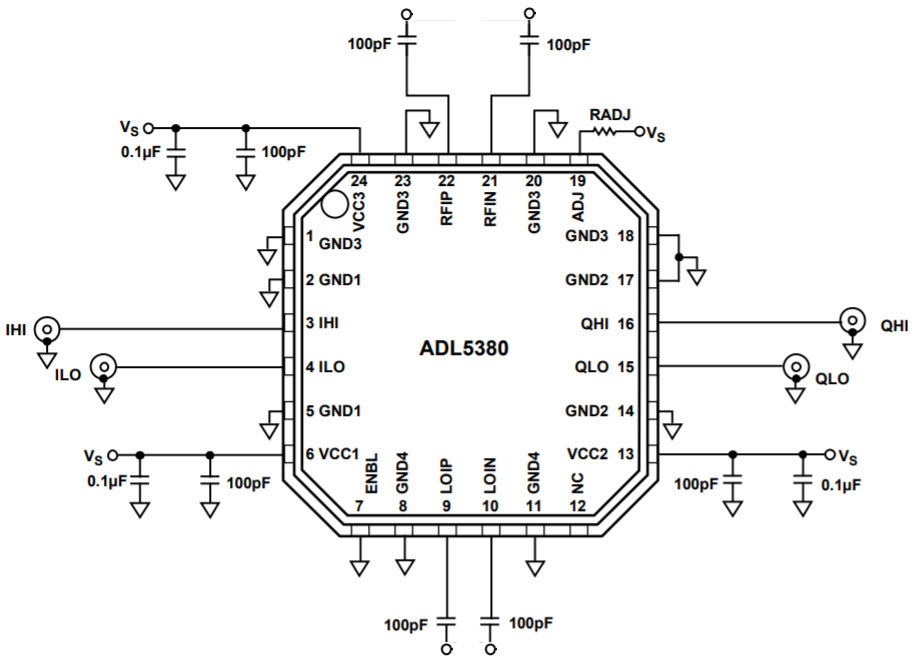 100pF 100pF
RADJ
VS VS
0.1µF 100pF
24 23 22 21 20 19
VCC3 GND3 RFIP RFIN GND3 ADJ
1 GND3 GND3 18
2 GND1 GND2 17
IHI 3 IHI QHI 16 QHI
ADL5380
ILO 4 ILO QLO 15 QLO
5 GND1 GND2 14
VS 6 VCC1 VCC2 13 VS
0.1µF 100pF 100pF 0.1µF
ENBL GND4 LOIP LOIN GND4 NC
7 8 9 10 11 12
100pF 100pF